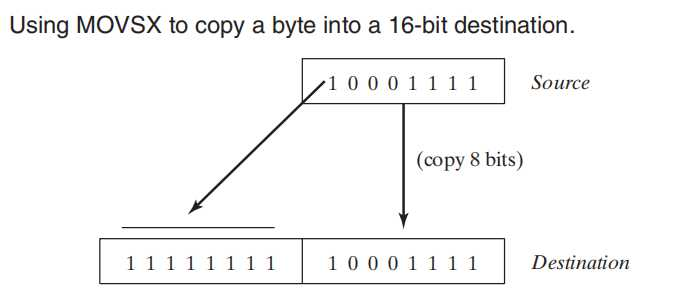 Using MOVSX to copy a byte into a 16-bit destination.
1 0 0 0 1 1 1 1 Source
(copy 8 bits)
1 1 1 1 1 1 1 1 1 0 0 0 1 1 1 1 Destination